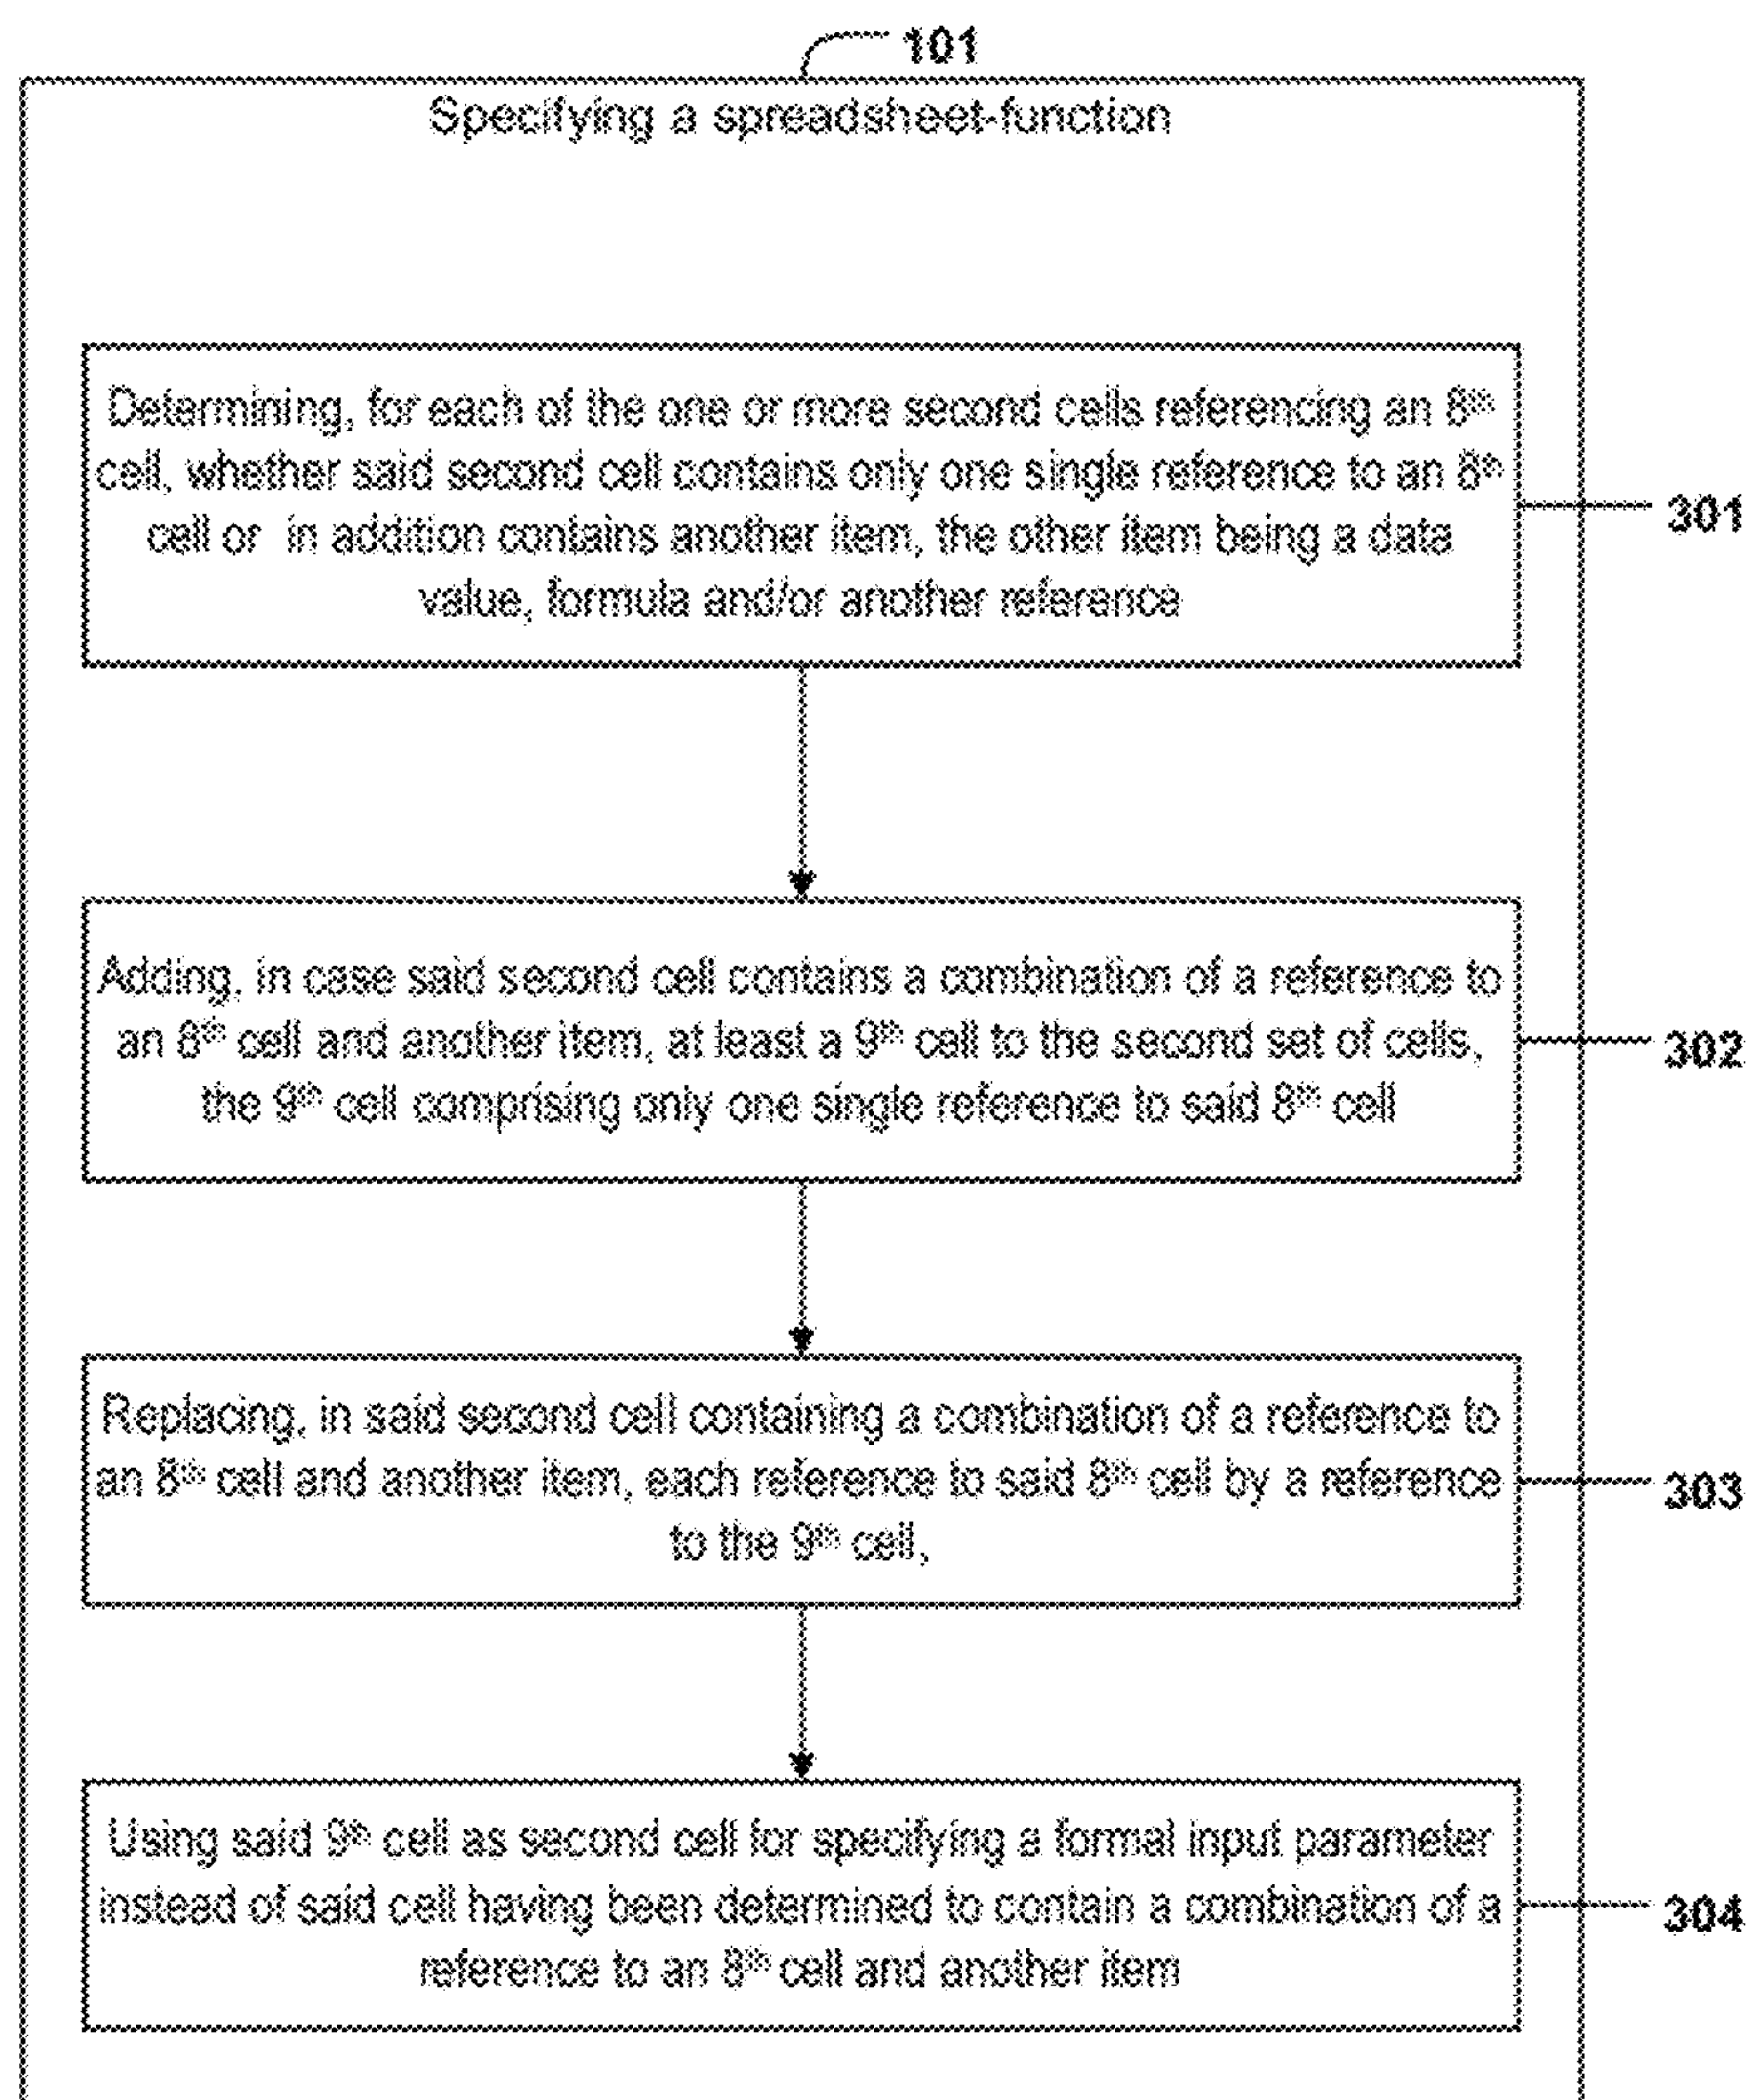 101
Specifying a spreadsheet-function
Determining, for each of the one or more second cells referencing an 8th
cell, whether said second cell contains only one single reference to an 8th
cell or in addition contains another item, the other item being a data
value, formula and/or another reference
301
Adding, in case said second cell contains a combination of a reference to
an 8th cell and another item, at least a 9th cell to the second set of cells,
the 9th cell comprising only one single reference to said 8th cell
302
Replacing, in said second cell containing a combination of a reference to
an 8th cell and another item, each reference to said 8th cell by a reference
to the 9th cell,
303
Using said 9th cell as second cell for specifying a formal input parameter
instead of said cell having been determined to contain a combination of a
reference to an 8th cell and another item
304